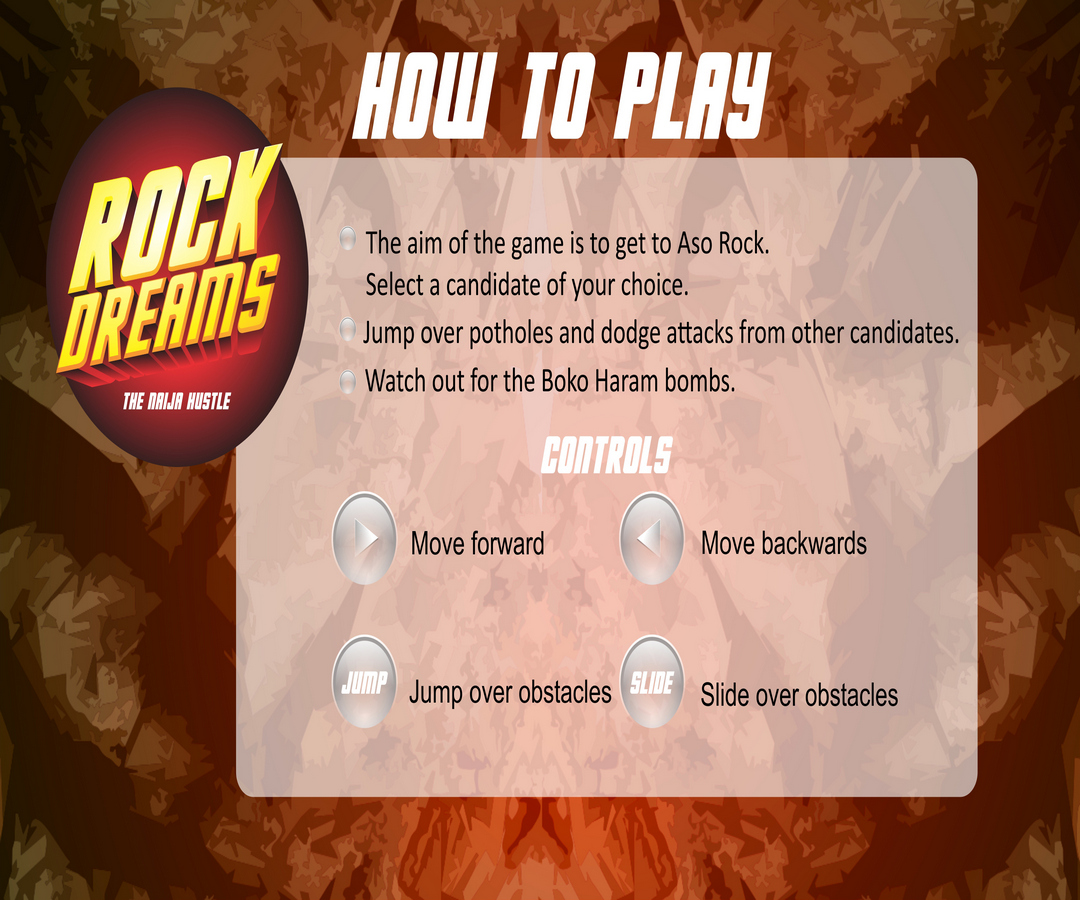 HOW TO PLAY
ROCK
DREAMS
THE NAIJA HUSTLE
The aim of the game is to get to Aso Rock.
Select a candidate of your choice.
Jump over potholes and dodge attacks from other candidates.
Watch out for the Boko Haram bombs.
CONTROLS
Move forward
Move backwards
JUMP
Jump over obstacles
SLIDE
Slide over obstacles